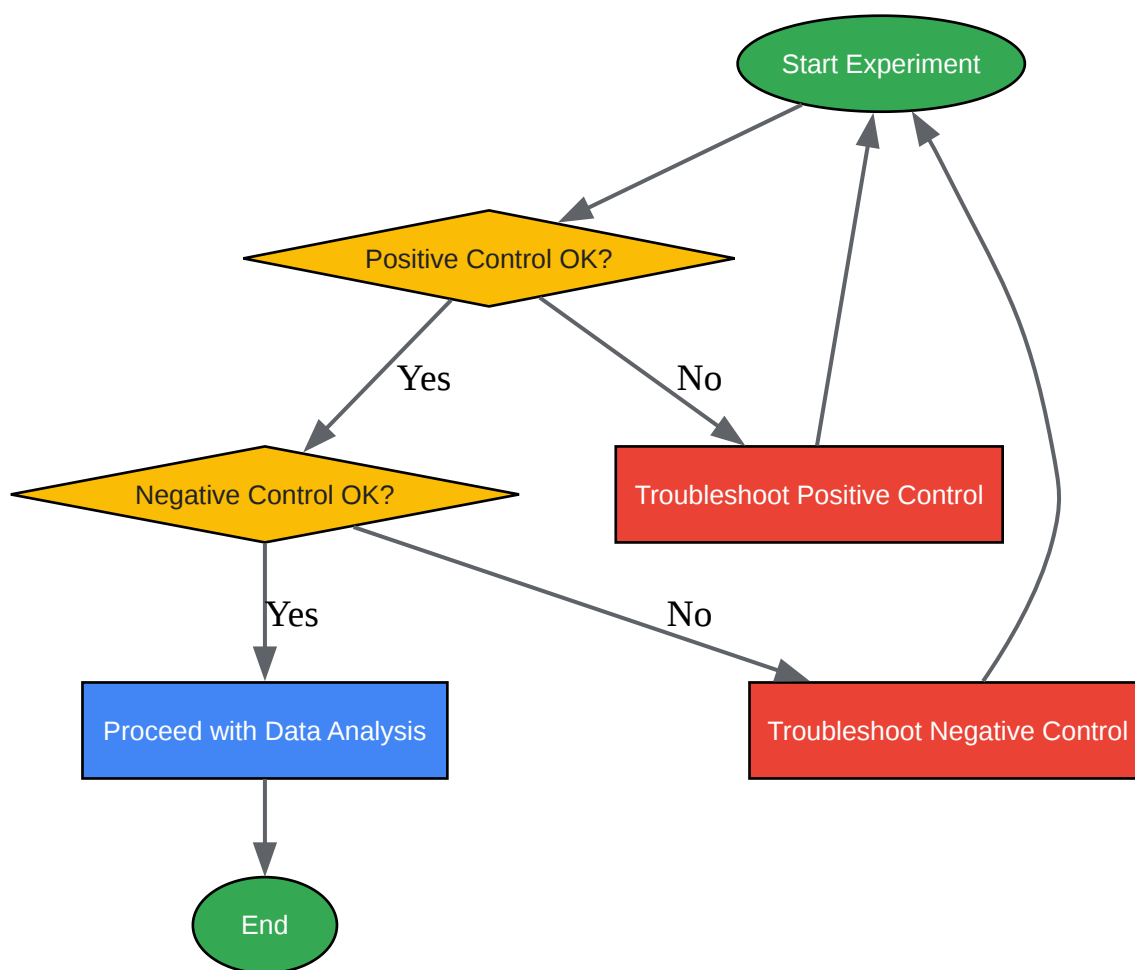 Start Experiment
Positive Control OK?
Yes
No
Negative Control OK?
Troubleshoot Positive Control
Yes
No
Proceed with Data Analysis
Troubleshoot Negative Control
End